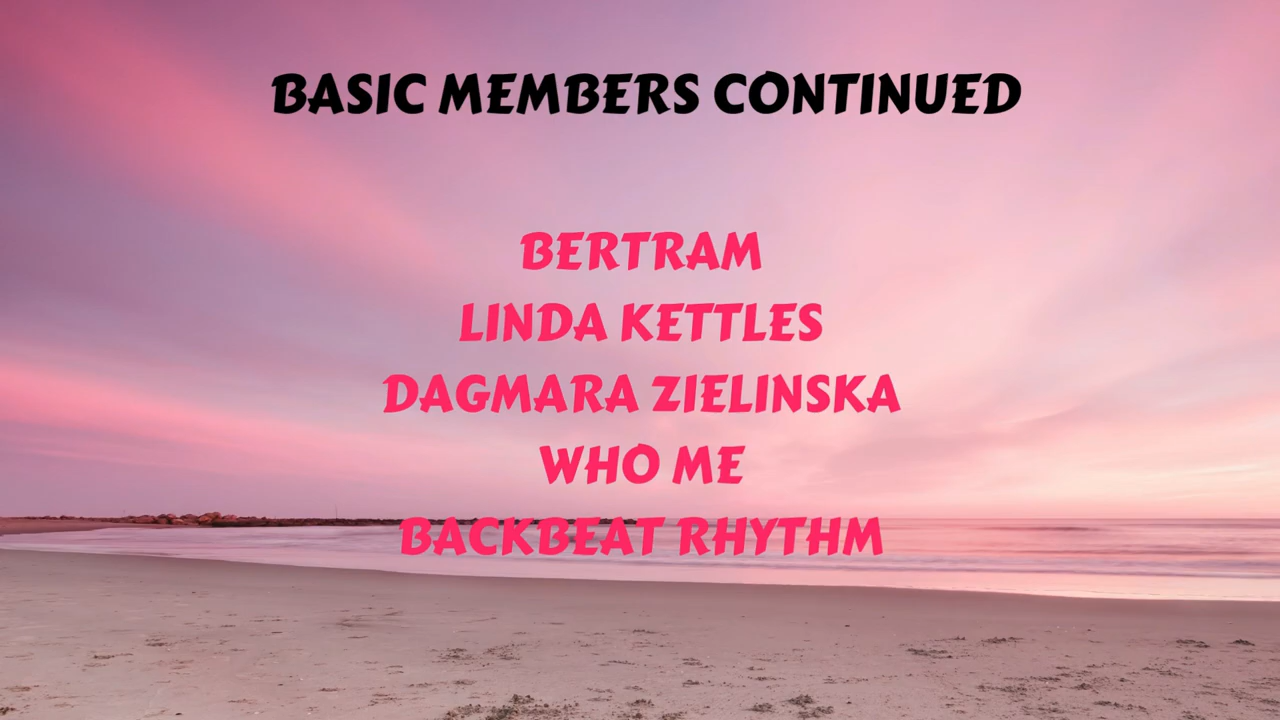 BASIC MEMBERS CONTINUED
BERTRAM
LINDA KETTLES
DAGMARA ZIELINSKA
WHO ME
BACKBEAT RHYTHM